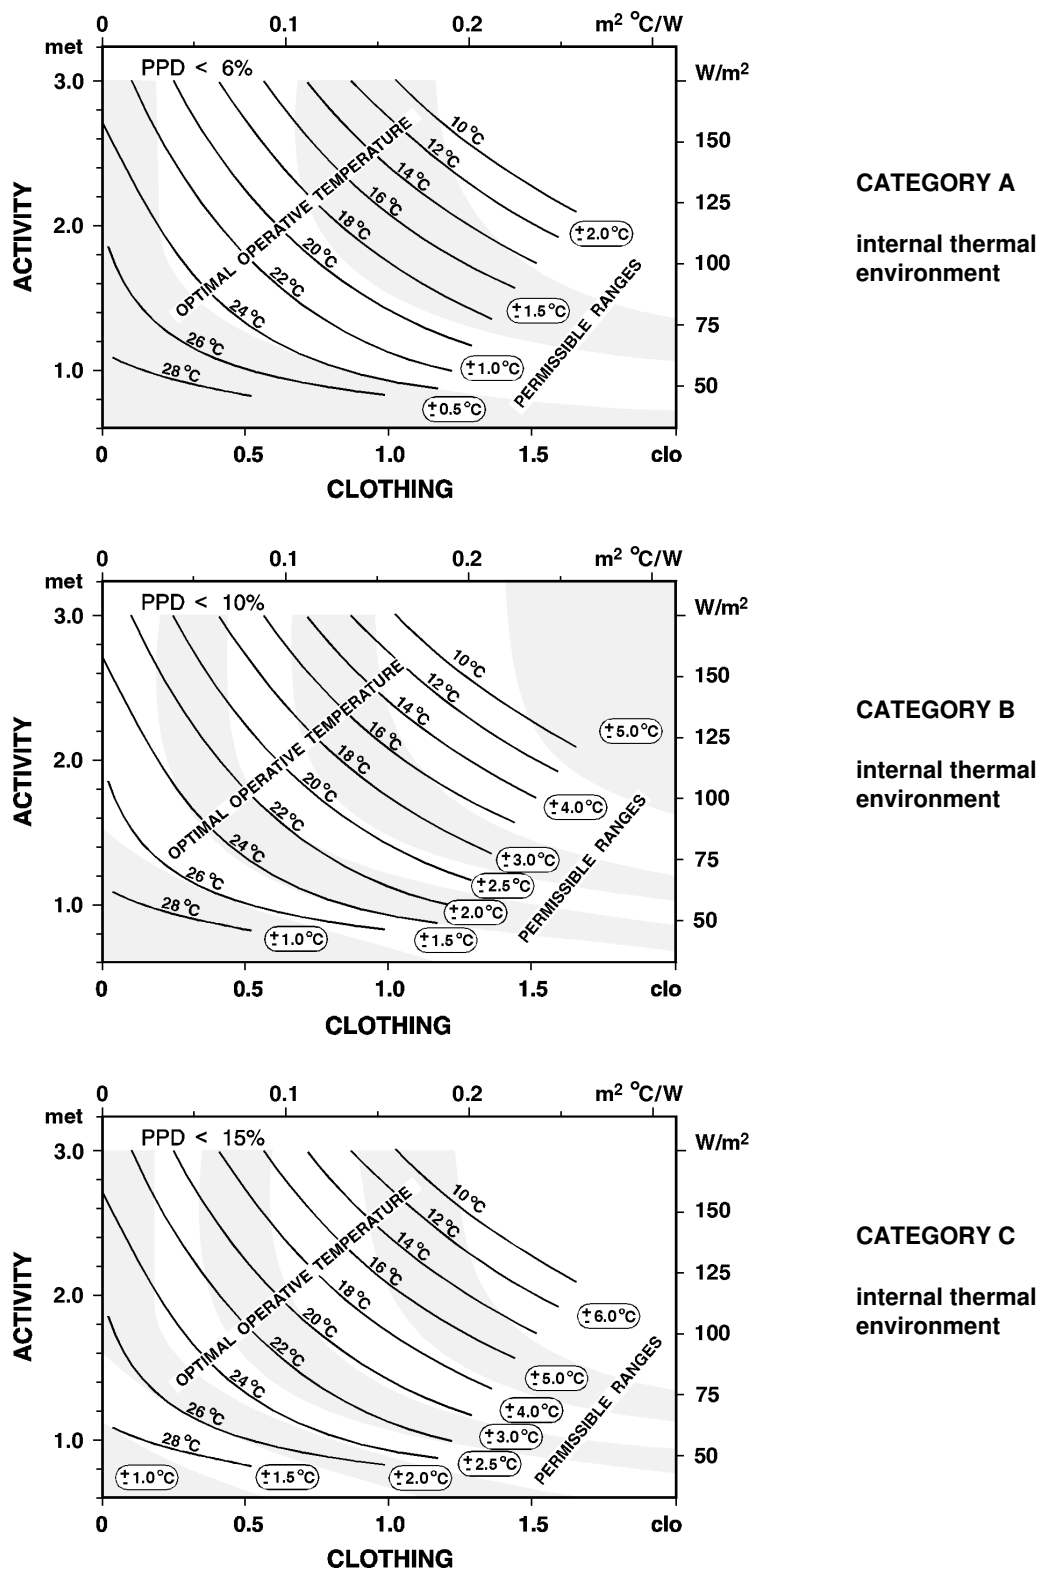 0 0.1 0.2 m² °C/W
met
PPD < 6%
W/m²
3.0
10°C
150
12°C
CATEGORY A
14°C
125
16°C
2.0
18°C
±2.0°C
ACTIVITY
OPTIMAL OPERATIVE TEMPERATURE
20°C
100
internal thermal
environment
22°C
24°C
±1.5°C
PERMISSIBLE RANGES
75
26°C
1.0
28°C
±1.0°C
50
±0.5°C
0 0.5 1.0 1.5 clo
CLOTHING
0 0.1 0.2 m² °C/W
met
PPD < 10%
W/m²
3.0
10°C
150
12°C
CATEGORY B
14°C
±5.0°C
125
16°C
2.0
18°C
ACTIVITY
OPTIMAL OPERATIVE TEMPERATURE
20°C
internal thermal
environment
100
±4.0°C
22°C
24°C
PERMISSIBLE RANGES
±3.0°C
75
26°C
±2.5°C
1.0
28°C
±2.0°C
50
±1.0°C
±1.5°C
0 0.5 1.0 1.5 clo
CLOTHING
0 0.1 0.2 m² °C/W
met
PPD < 15%
W/m²
3.0
10°C
150
12°C
CATEGORY C
14°C
125
16°C
2.0
18°C
±6.0°C
ACTIVITY
OPTIMAL OPERATIVE TEMPERATURE
20°C
internal thermal
environment
100
22°C
24°C
±5.0°C
PERMISSIBLE RANGES
75
26°C
±4.0°C
1.0
28°C
±3.0°C
50
±2.5°C
±1.0°C
±1.5°C
±2.0°C
0 0.5 1.0 1.5 clo
CLOTHING